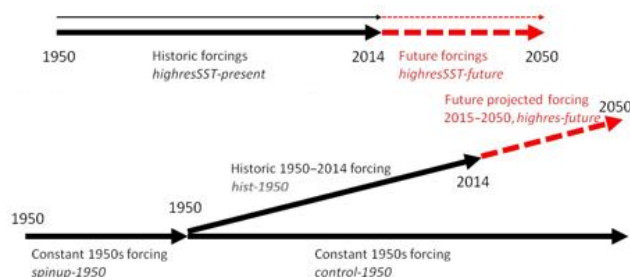 1950
2014
2050
Historic forcings
highresSST-present
Future forcings
highresSST-future
Future projected forcing
2015–2050, highres-future
2050
Historic 1950–2014 forcing
hist-1950
2014
1950
1950
Constant 1950s forcing
spinup-1950
Constant 1950s forcing
control-1950